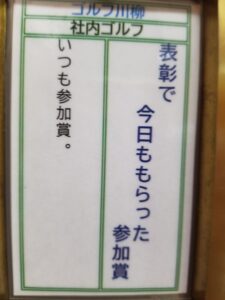 ゴルフ川柳
社内ゴルフ
表彰で
今日ももらった
参加賞
いつも参加賞。